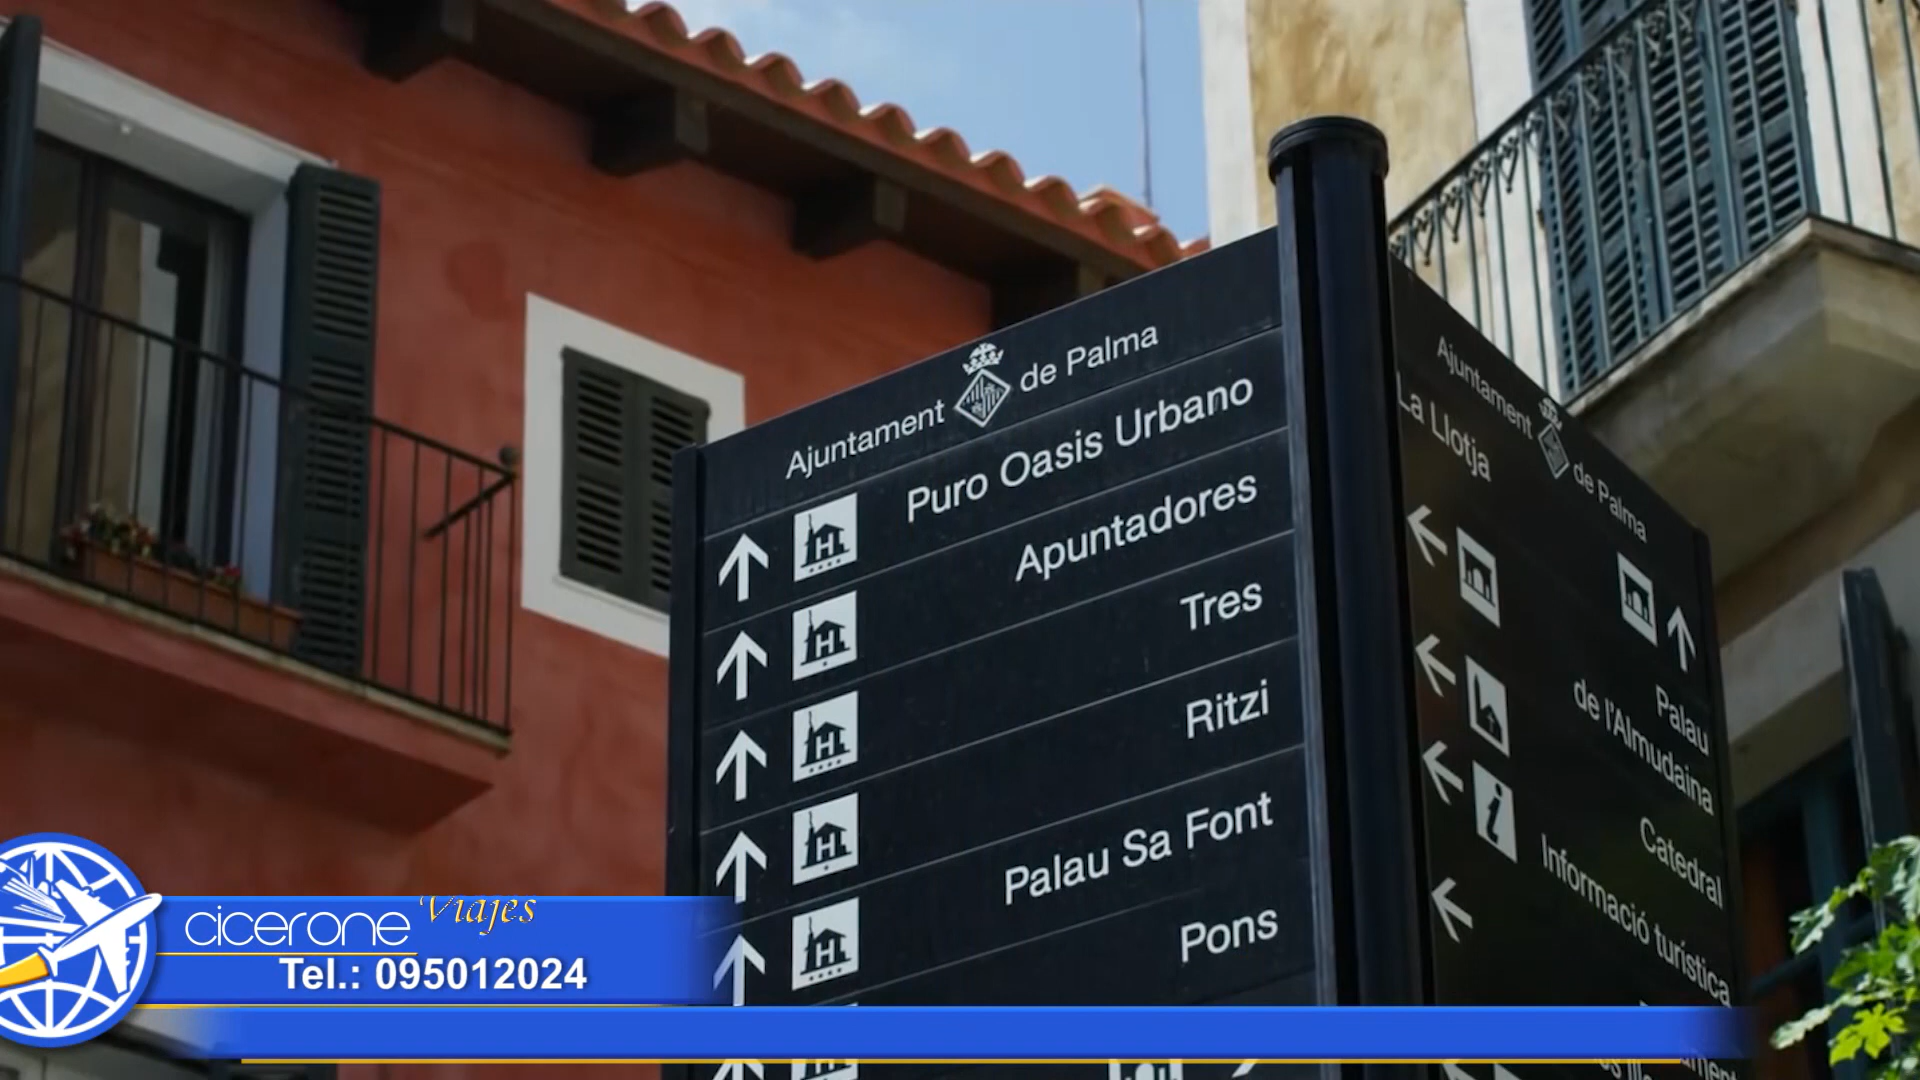 Ajuntament de Palma
Puro Oasis Urbano
Apuntadores
Tres
Ritzi
Palau Sa Font
Pons
Ajuntament de Palma
La Llotja
Palau
de l'Almudaina
Catedral
Informació turística
cicerone Viajes
Tel.: 095012024